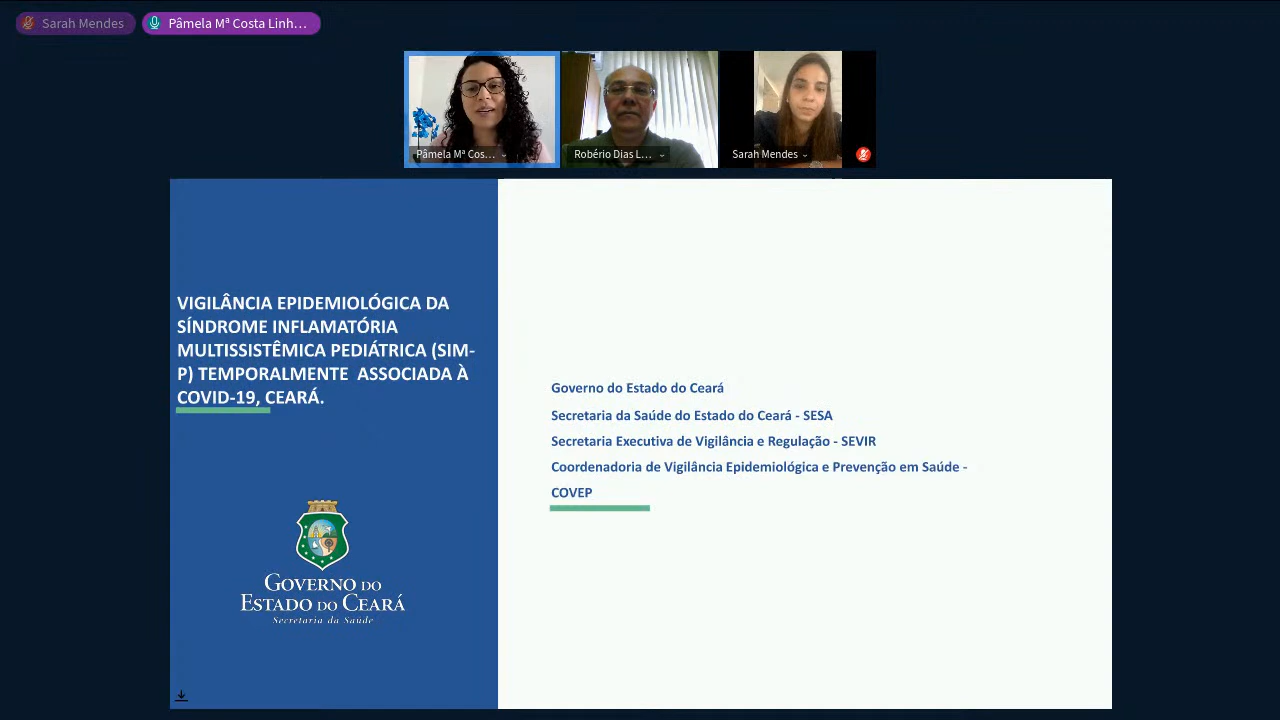 Sarah Mendes
Pâmela Mª Costa Linh...
Pâmela Mª Cos...
Robério Dias L...
Sarah Mendes
VIGILÂNCIA EPIDEMIOLÓGICA DA
SÍNDROME INFLAMATÓRIA
MULTISSISTÊMICA PEDIÁTRICA (SIM-
P) TEMPORALMENTE ASSOCIADA À
COVID-19, CEARÁ.
GOVERNO DO
ESTADO DO CEARÁ
Secretaria da Saúde
Governo do Estado do Ceará
Secretaria da Saúde do Estado do Ceará - SESA
Secretaria Executiva de Vigilância e Regulação - SEVIR
Coordenadoria de Vigilância Epidemiológica e Prevenção em Saúde -
COVEP